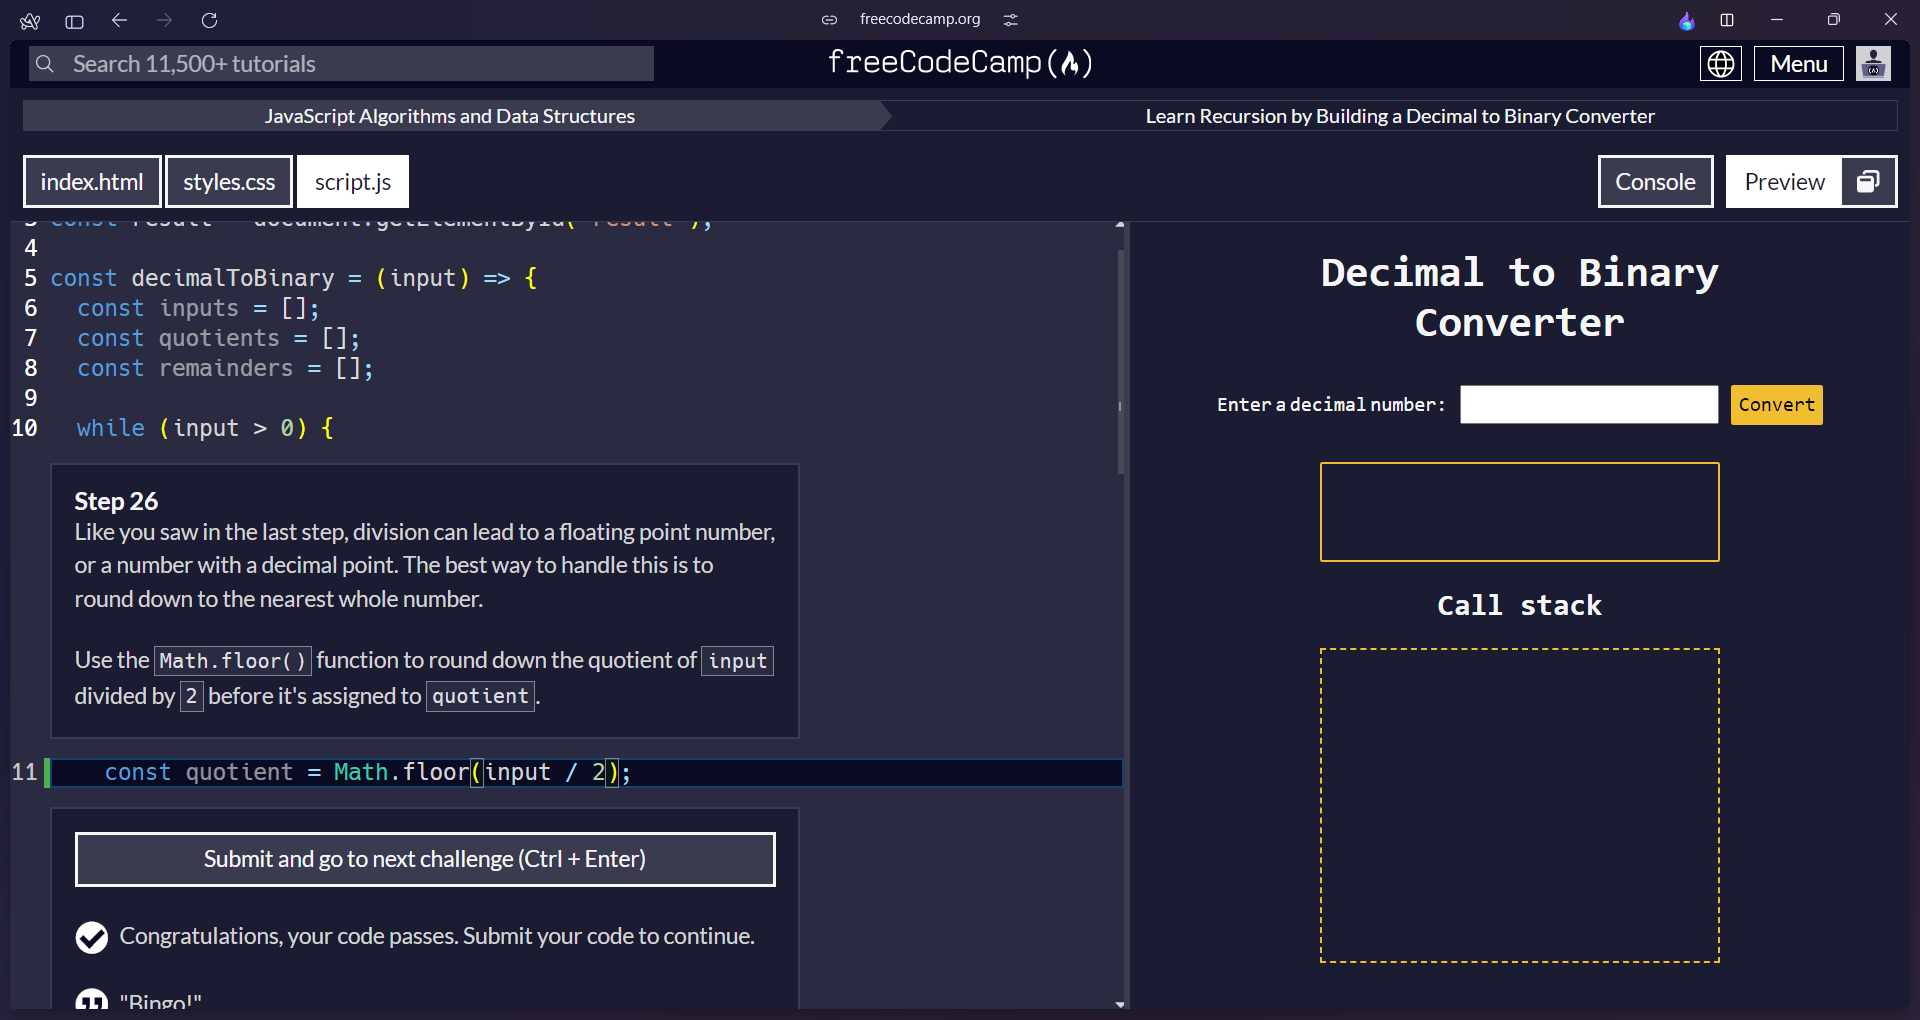 freecodecamp.org
Search 11,500+ tutorials
freeCodeCamp
Menu
JavaScript Algorithms and Data Structures
Learn Recursion by Building a Decimal to Binary Converter
index.html
styles.css
script.js
Console
Preview
3 const result = document.getElementById("result");
4
5 const decimalToBinary = (input) => {
6 const inputs = [];
7 const quotients = [];
8 const remainders = [];
9
10 while (input > 0) {
Step 26
Like you saw in the last step, division can lead to a floating point number,
or a number with a decimal point. The best way to handle this is to
round down to the nearest whole number.
Use the Math.floor() function to round down the quotient of input
divided by 2 before it's assigned to quotient.
11 const quotient = Math.floor(input / 2);
Submit and go to next challenge (Ctrl + Enter)
Congratulations, your code passes. Submit your code to continue.
"Bingo!"
Decimal to Binary
Converter
Enter a decimal number:
Convert
Call stack